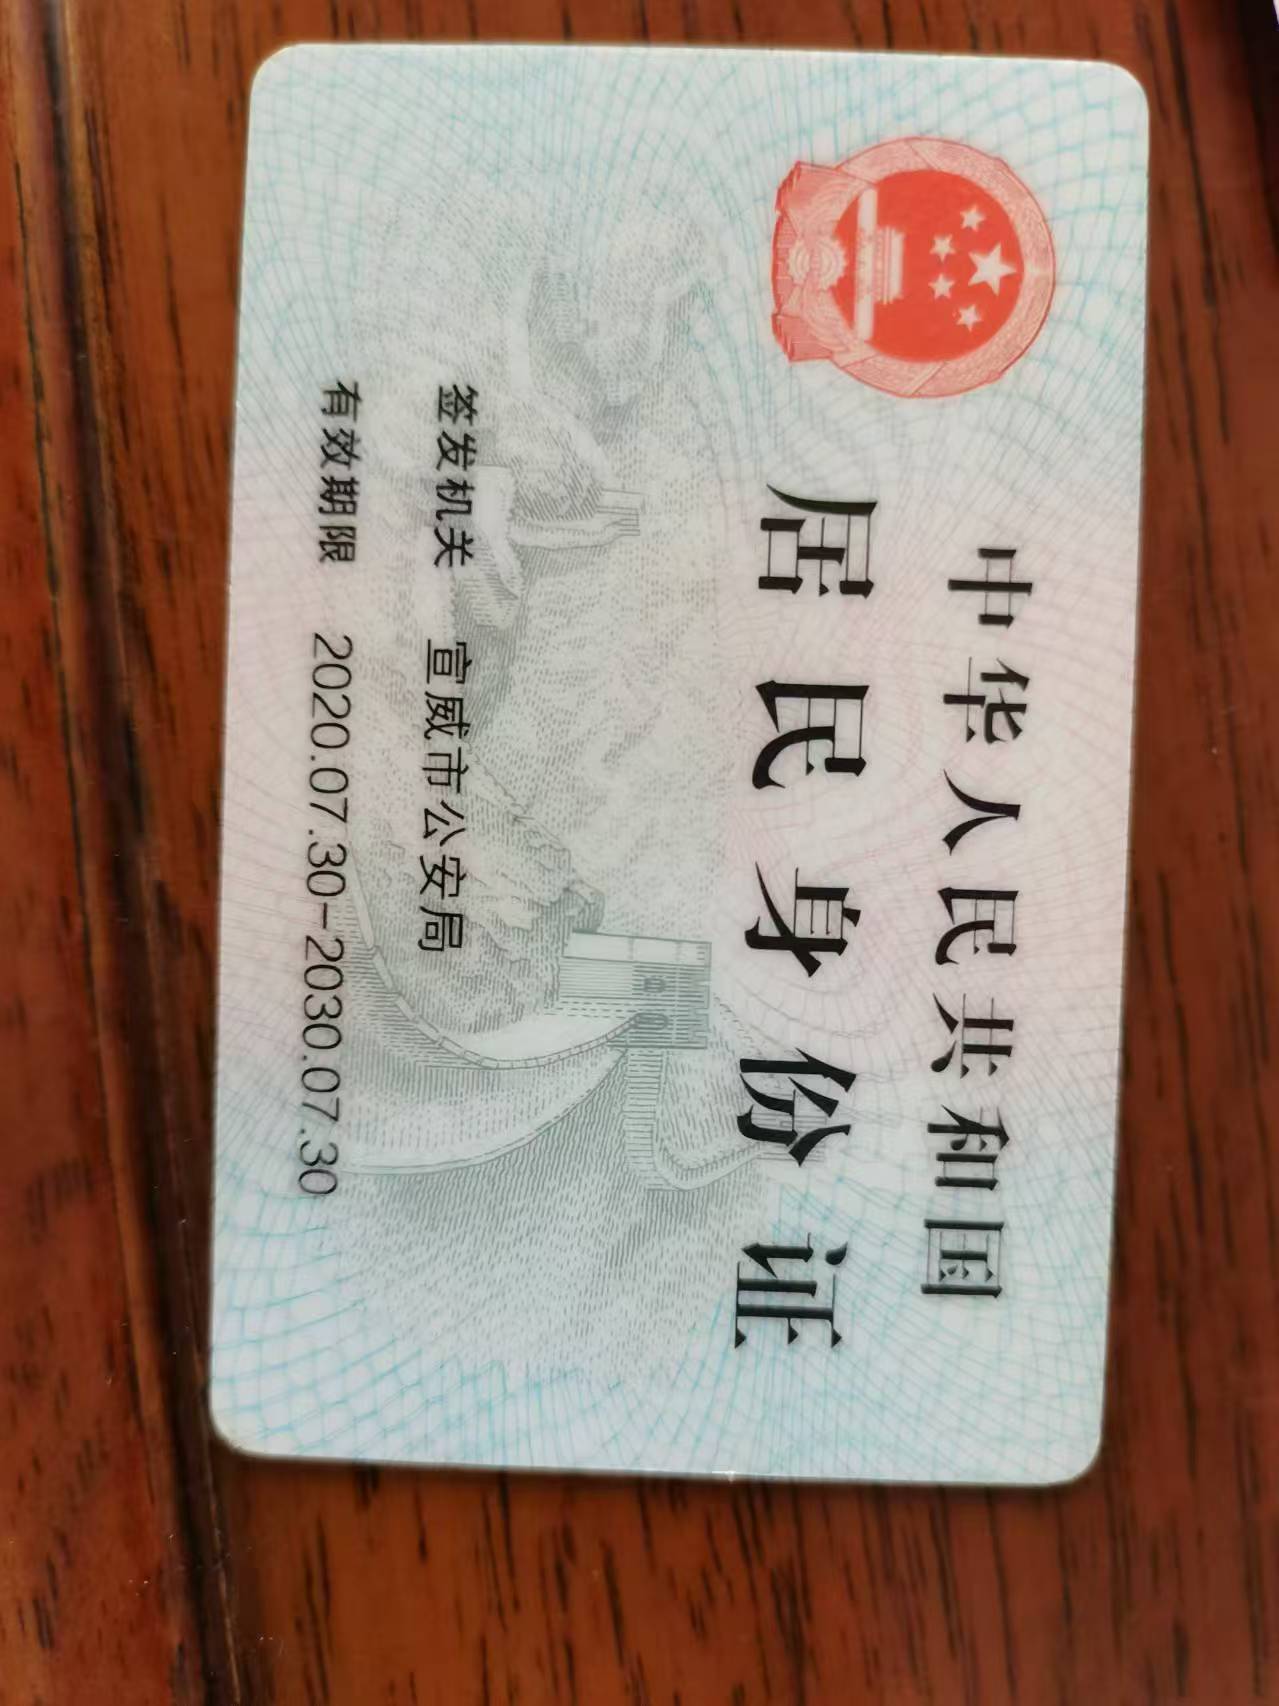 中华人民共和国
居民身份证
签发机关 宣威市公安局
有效期限 2020.07.30-2030.07.30